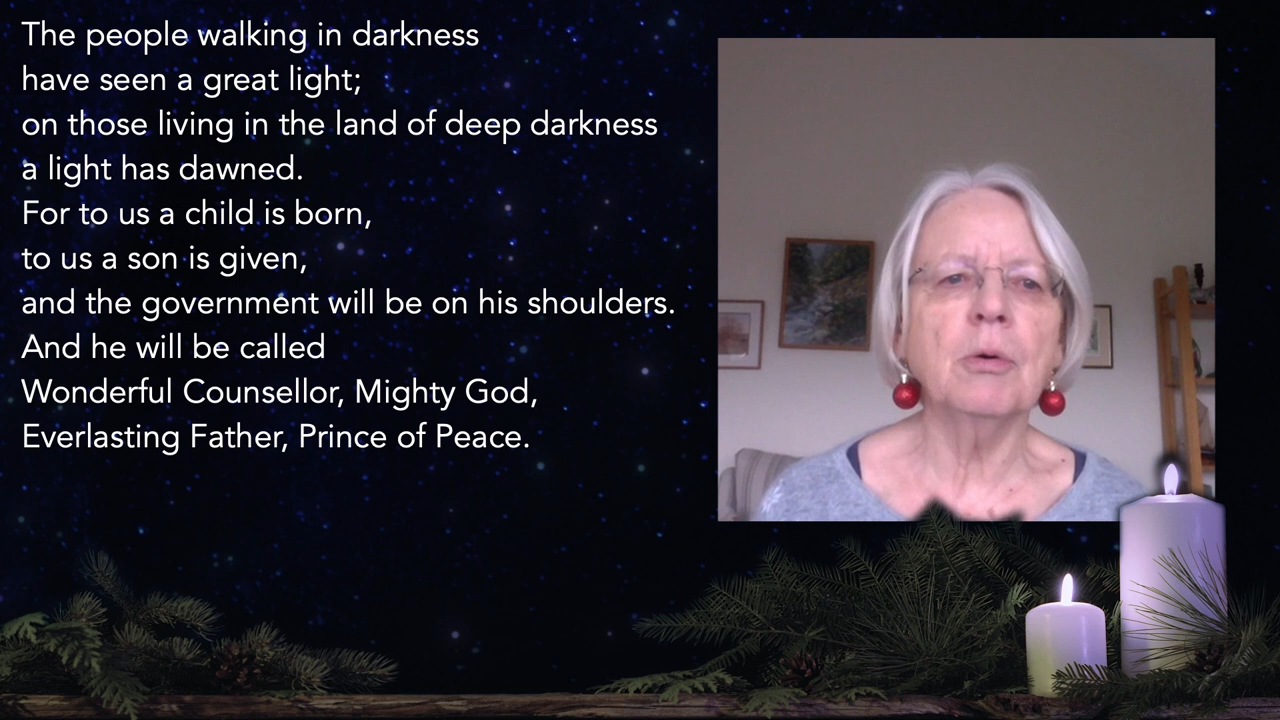 The people walking in darkness
have seen a great light;
on those living in the land of deep darkness
a light has dawned.
For to us a child is born,
to us a son is given,
and the government will be on his shoulders.
And he will be called
Wonderful Counsellor, Mighty God,
Everlasting Father, Prince of Peace.